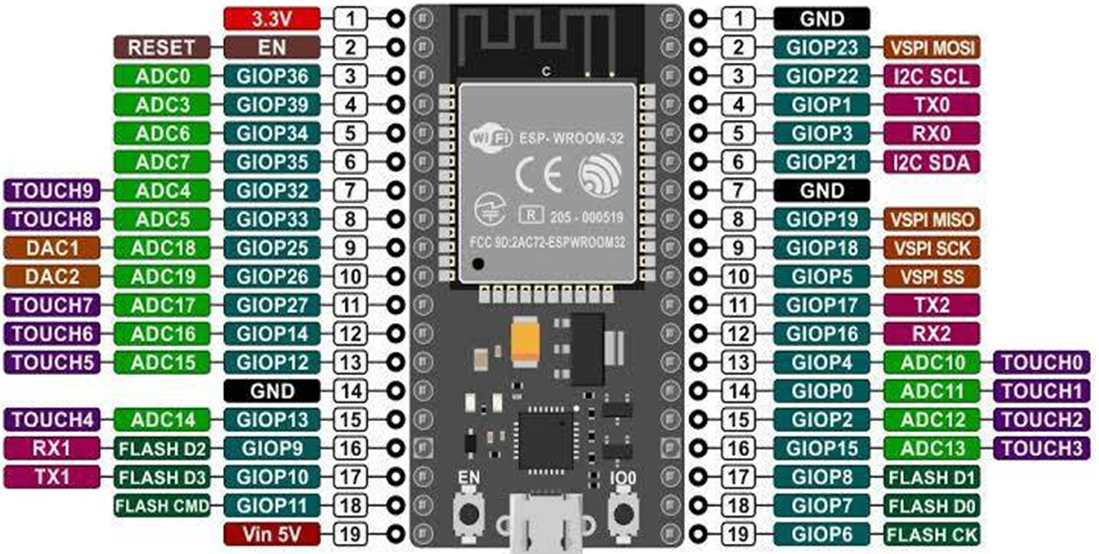 3.3V 1 1 GND
RESET EN 2 2 GIOP23 VSPI MOSI
ADC0 GIOP36 3 C 3 GIOP22 I2C SCL
ADC3 GIOP39 4 4 GIOP1 TX0
ADC6 GIOP34 5 WiFi ESP- WROOM-32 5 GIOP3 RX0
ADC7 GIOP35 6 CE 6 GIOP21 I2C SDA
TOUCH9 ADC4 GIOP32 7 7 GND
TOUCH8 ADC5 GIOP33 8 R 205 - 000519 8 GIOP19 VSPI MISO
DAC1 ADC18 GIOP25 9 FCC 9D:2AC72-ESPWROOM32 9 GIOP18 VSPI SCK
DAC2 ADC19 GIOP26 10 10 GIOP5 VSPI SS
TOUCH7 ADC17 GIOP27 11 11 GIOP17 TX2
TOUCH6 ADC16 GIOP14 12 12 GIOP16 RX2
TOUCH5 ADC15 GIOP12 13 13 GIOP4 ADC10 TOUCH0
GND 14 14 GIOP0 ADC11 TOUCH1
TOUCH4 ADC14 GIOP13 15 15 GIOP2 ADC12 TOUCH2
RX1 FLASH D2 GIOP9 16 16 GIOP15 ADC13 TOUCH3
TX1 FLASH D3 GIOP10 17 EN IO0 17 GIOP8 FLASH D1
FLASH CMD GIOP11 18 18 GIOP7 FLASH D0
Vin 5V 19 19 GIOP6 FLASH CK